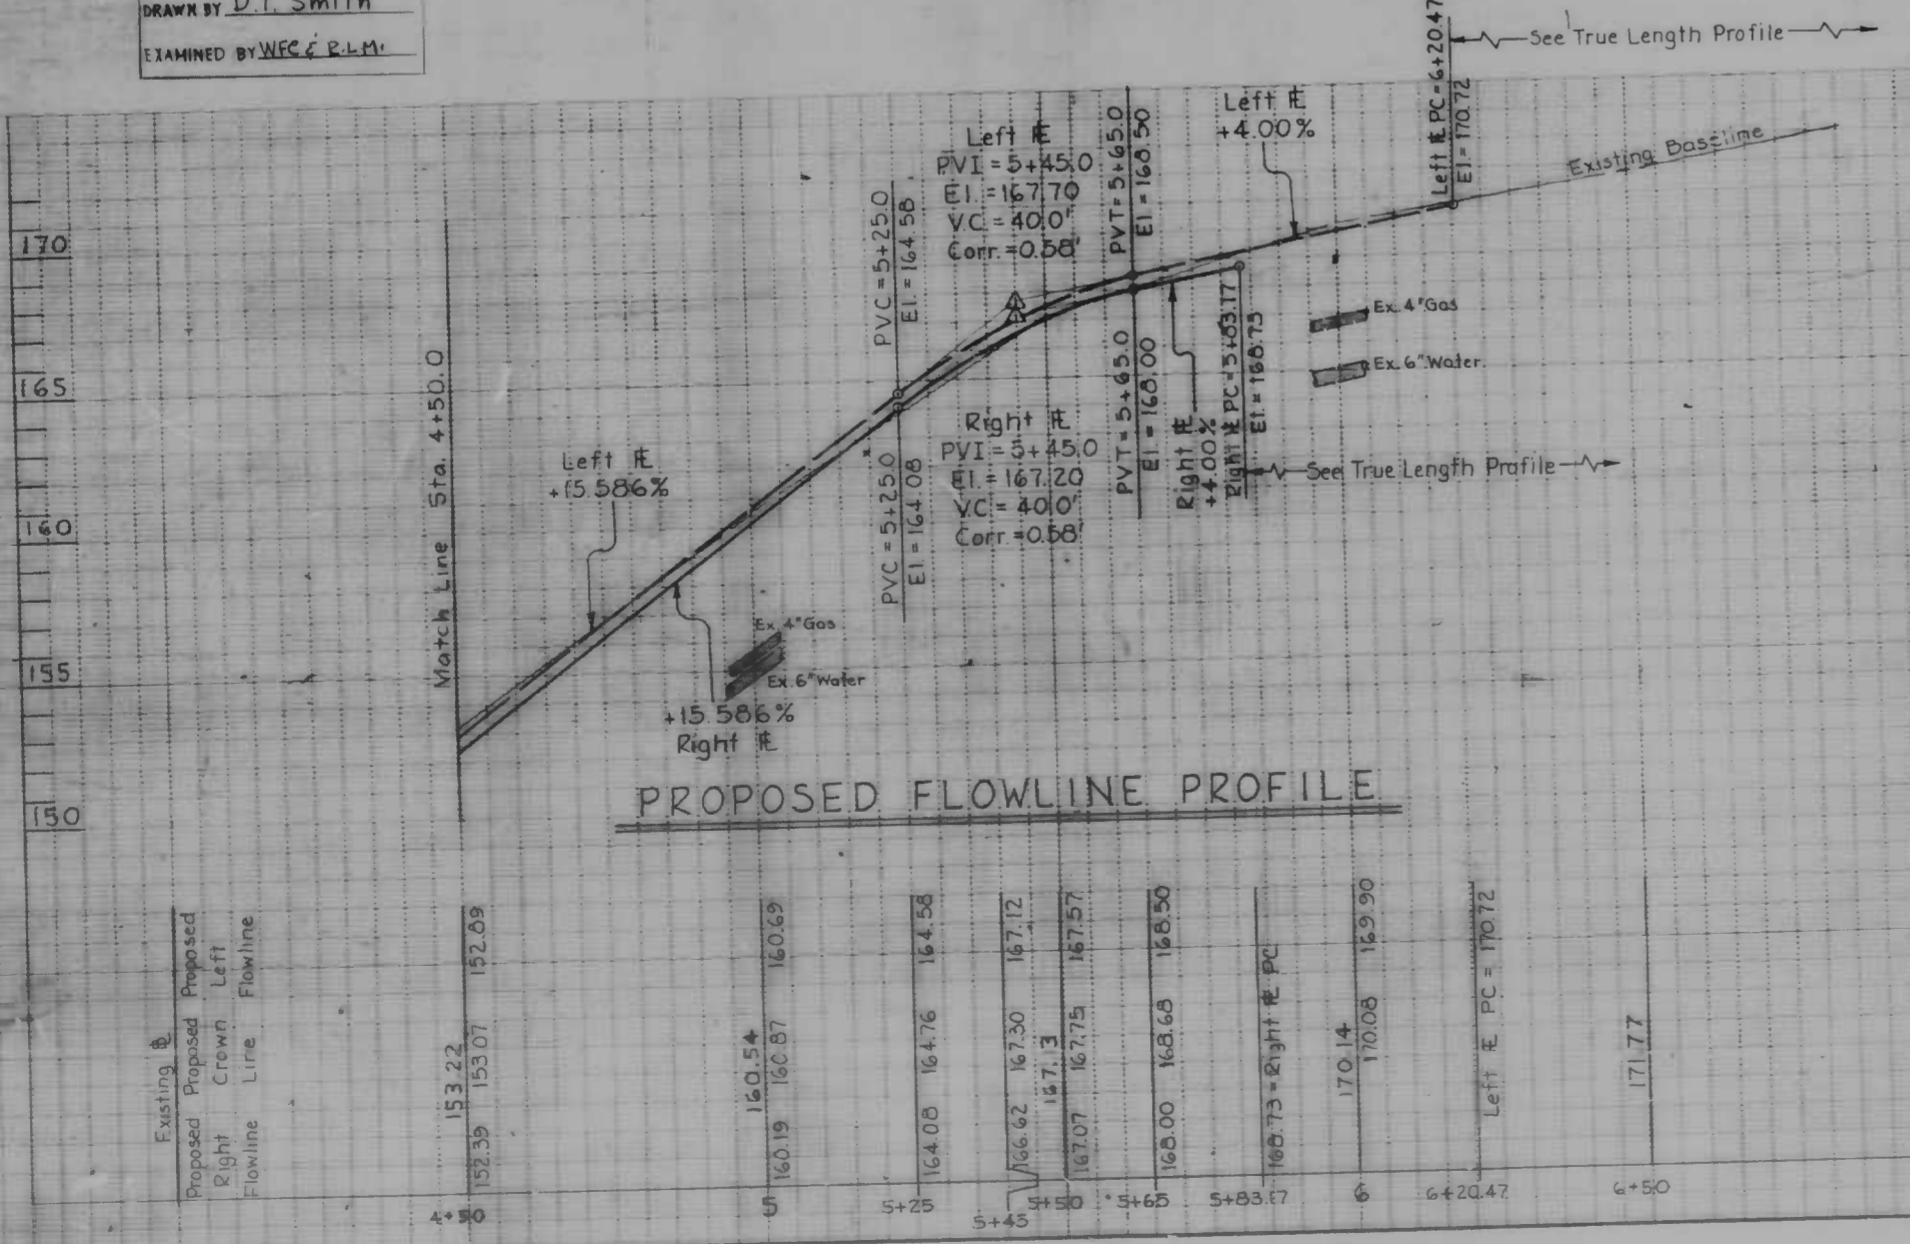 DRAWN BY D.T. Smith
EXAMINED BY WFC & R.L.M.
See True Length Profile
Left ⅊ PC = 6+20.47
El. = 170.72
Existing Baseline
Left ⅊
+4.00%
Left ⅊
PVI = 5+45.0
El. = 167.70
V.C = 40.0'
Corr. = 0.58'
PVC = 5+25.0
El. = 164.58
PVT = 5+65.0
El. = 168.50
170
165
160
155
150
Match Line Sta. 4+50.0
Left ⅊
+15.586%
Ex. 4" Gas
Ex. 6" Water
Right ⅊
PVI = 5+45.0
El. = 167.20
V.C = 40.0'
Corr. = 0.58'
PVC = 5+25.0
El. = 164.08
PVT = 5+65.0
El. = 168.00
Right ⅊
+4.00%
Right ⅊ PC = 5+83.17
El. = 168.73
See True Length Profile
Ex. 4" Gas
Ex. 6" Water
+15.586%
Right ⅊
PROPOSED FLOWLINE PROFILE
Existing ⅊
Proposed Right Flowline
Proposed Crown Line
Proposed Left Flowline
153.22
152.39 153.07 152.89
160.54
160.19 160.87 160.69
164.08 164.76 164.58
166.62 167.30 167.12
167.13
167.07 167.75 167.57
168.00 168.68 168.50
168.73 = Right ⅊ PC
170.14
170.08 169.90
Left ⅊ PC = 170.72
171.77
4+50
5
5+25
5+45
5+50
5+65
5+83.17
6
6+20.47
6+50